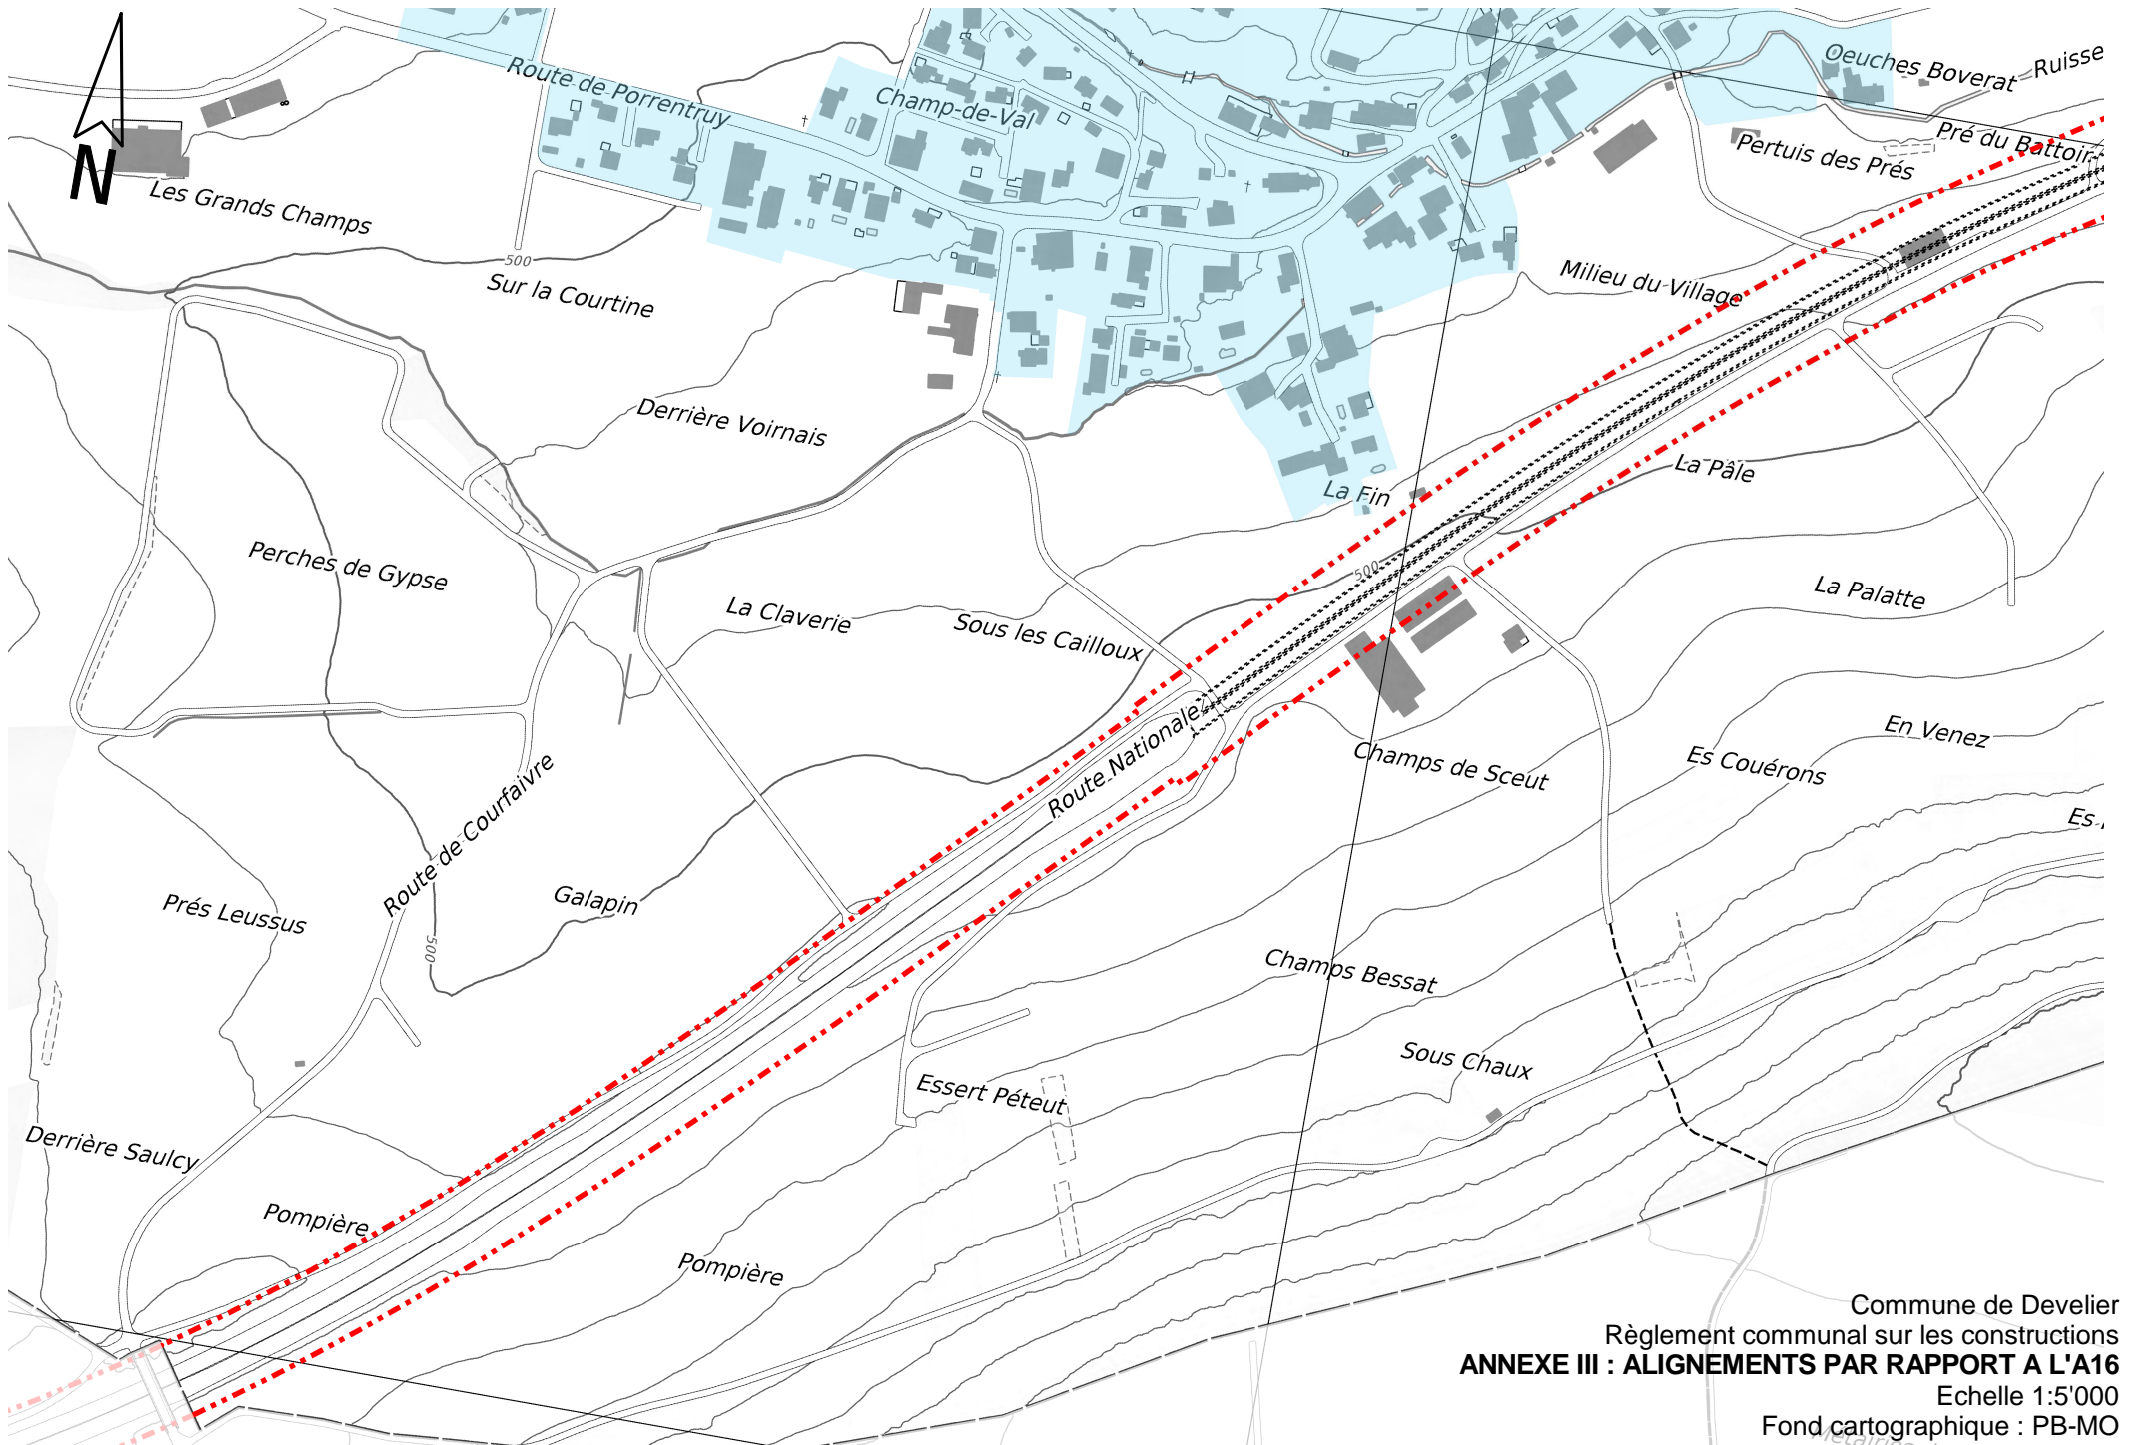 Oeuches Boverat
Ruisse
Route de Porrentruy
Champ-de-Val
Pré du Battoir
Pertuis des Prés
N
Les Grands Champs
500
Sur la Courtine
Milieu du Village
Derrière Voirnais
La Pâle
La Fin
Perches de Gypse
500
La Palatte
La Claverie
Sous les Cailloux
Route Nationale
En Venez
Es Couérons
Champs de Sceut
Es
Route de Courfaivre
Galapin
Prés Leussus
500
Champs Bessat
Sous Chaux
Essert Péteut
Derrière Saulcy
Pompière
Pompière
Commune de Develier
Règlement communal sur les constructions
ANNEXE III : ALIGNEMENTS PAR RAPPORT A L'A16
Echelle 1:5'000
Fond cartographique : PB-MO